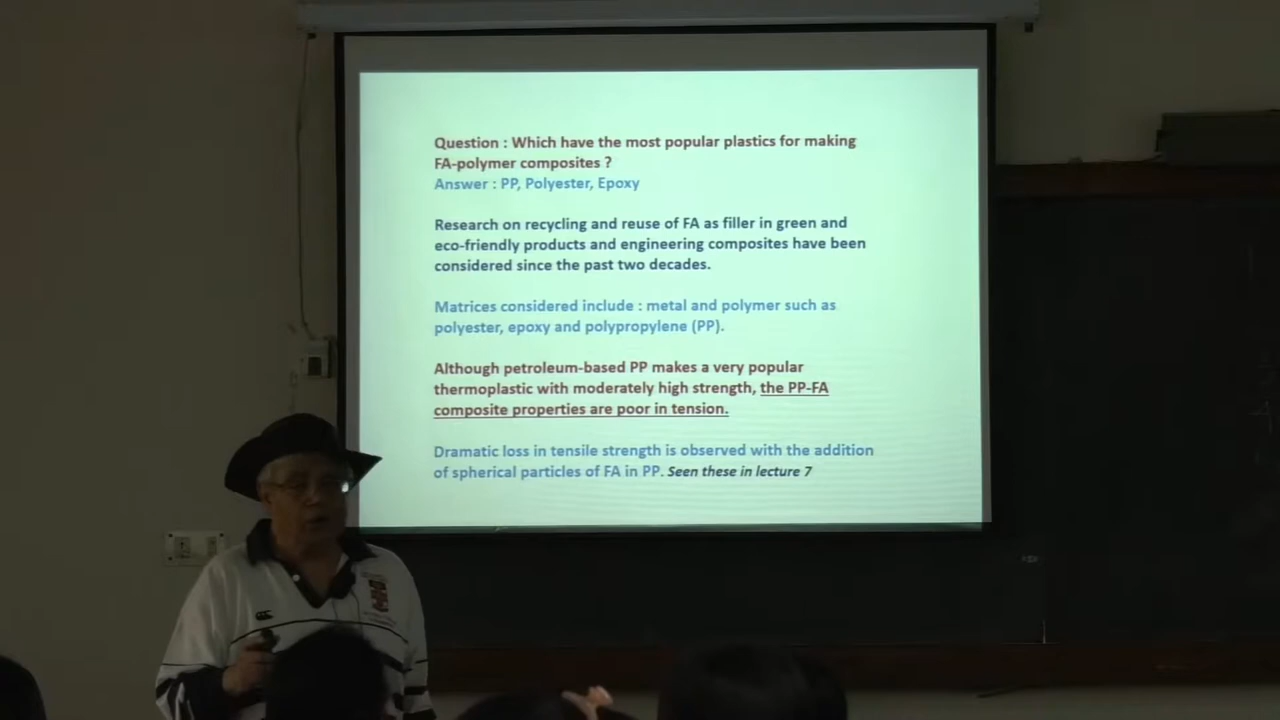 Question : Which have the most popular plastics for making
FA-polymer composites ?
Answer : PP, Polyester, Epoxy
Research on recycling and reuse of FA as filler in green and
eco-friendly products and engineering composites have been
considered since the past two decades.
Matrices considered include : metal and polymer such as
polyester, epoxy and polypropylene (PP).
Although petroleum-based PP makes a very popular
thermoplastic with moderately high strength, the PP-FA
composite properties are poor in tension.
Dramatic loss in tensile strength is observed with the addition
of spherical particles of FA in PP. Seen these in lecture 7